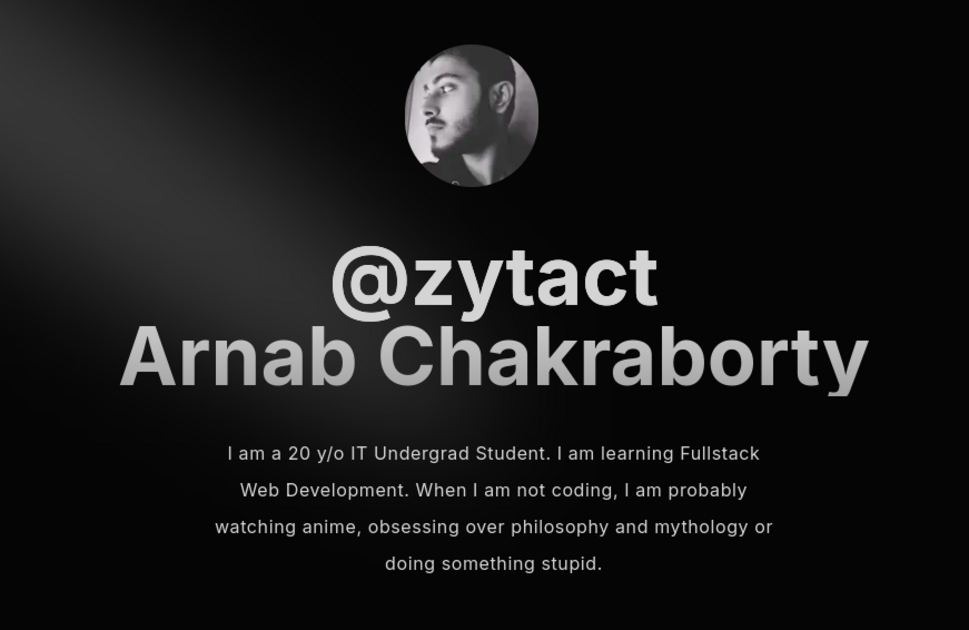 @zytact
Arnab Chakraborty
I am a 20 y/o IT Undergrad Student. I am learning Fullstack
Web Development. When I am not coding, I am probably
watching anime, obsessing over philosophy and mythology or
doing something stupid.